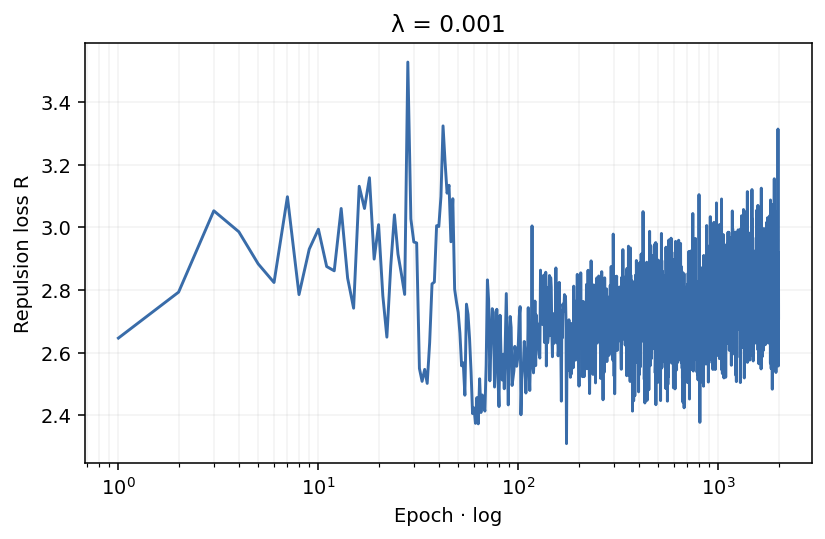 λ = 0.001
Repulsion loss R
3.4
3.2
3.0
2.8
2.6
2.4
10⁰ 10¹ 10² 10³
Epoch · log